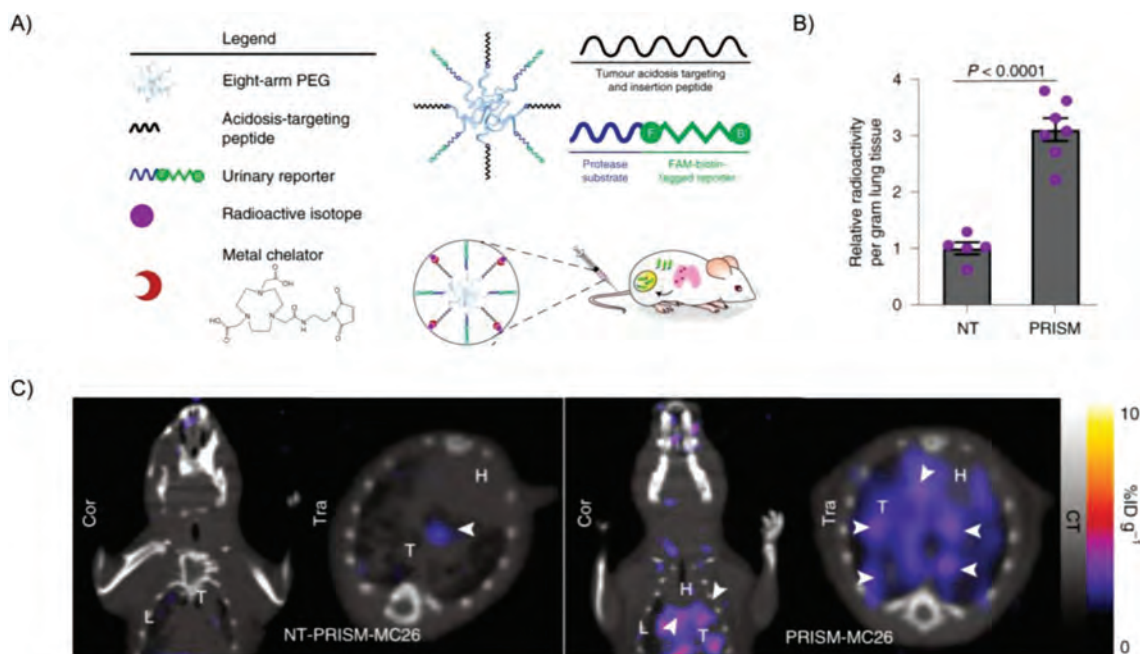 A)
Legend
Eight-arm PEG
Acidosis-targeting
peptide
Urinary reporter
Radioactive isotope
Metal chelator
O
OH
N
N
N
HO
O
O
N
H
N
O
O
Tumour acidosis targeting
and insertion peptide
F
B
Protease
substrate
FAM-biotin-
tagged reporter
B)
P < 0.0001
Relative radioactivity
per gram lung tissue
4
3
2
1
0
NT
PRISM
C)
Cor
L
T
Tra
H
T
NT-PRISM-MC26
Cor
H
L
T
PRISM-MC26
Tra
H
T
CT
10
%ID g⁻¹
0